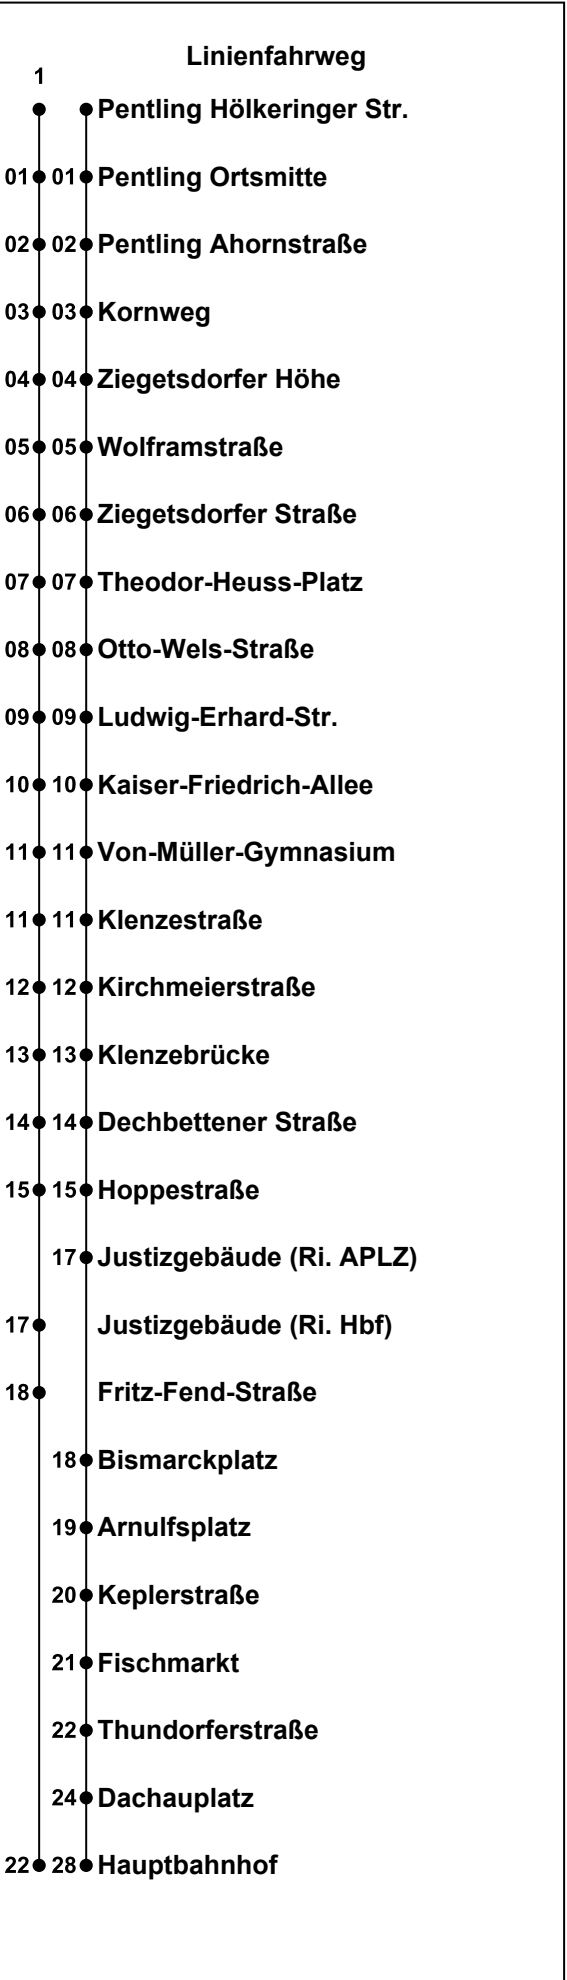 Linienfahrweg
1
Pentling Hölkeringer Str.
01 01 Pentling Ortsmitte
02 02 Pentling Ahornstraße
03 03 Kornweg
04 04 Ziegetsdorfer Höhe
05 05 Wolframstraße
06 06 Ziegetsdorfer Straße
07 07 Theodor-Heuss-Platz
08 08 Otto-Wels-Straße
09 09 Ludwig-Erhard-Str.
10 10 Kaiser-Friedrich-Allee
11 11 Von-Müller-Gymnasium
11 11 Klenzestraße
12 12 Kirchmeierstraße
13 13 Klenzebrücke
14 14 Dechbettener Straße
15 15 Hoppestraße
17 Justizgebäude (Ri. APLZ)
17 Justizgebäude (Ri. Hbf)
18 Fritz-Fend-Straße
18 Bismarckplatz
19 Arnulfsplatz
20 Keplerstraße
21 Fischmarkt
22 Thundorferstraße
24 Dachauplatz
22 28 Hauptbahnhof